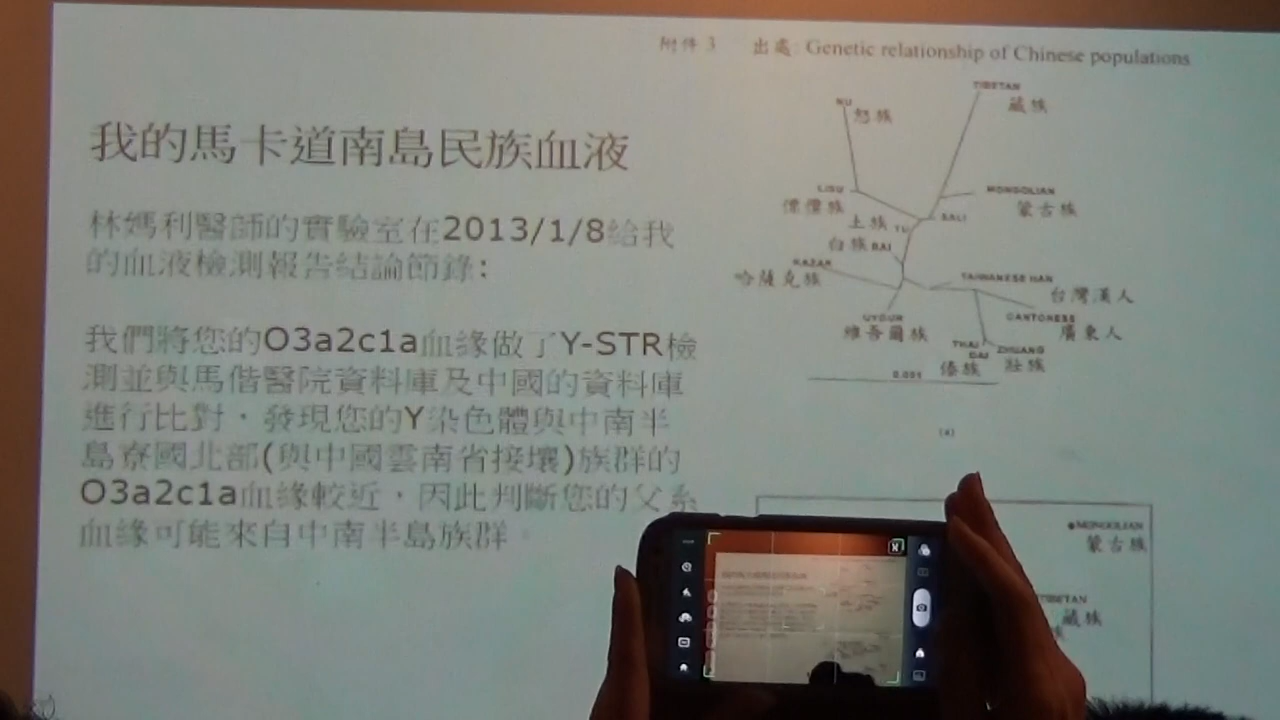 附件 3 出處: Genetic relationship of Chinese populations
我的馬卡道南島民族血液
林媽利醫師的實驗室在2013/1/8給我
的血液檢測報告結論節錄:
我們將您的O3a2c1a血緣做了Y-STR檢
測並與馬偕醫院資料庫及中國的資料庫
進行比對,發現您的Y染色體與中南半
島寮國北部(與中國雲南省接壤)族群的
O3a2c1a血緣較近,因此判斷您的父系
血緣可能來自中南半島族群。
TIBETAN
藏族
NU
怒族
LISU
傈僳族
MONGOLIAN
蒙古族
SALI
土族 TU
白族 BAI
KAZAK
哈薩克族
TAIWANESE HAN
台灣漢人
UYGUR
維吾爾族
CANTONESE
廣東人
THAI
DAI
傣族
ZHUANG
壯族
0.001
(a)
MONGOLIAN
蒙古族
TIBETAN
藏族
族